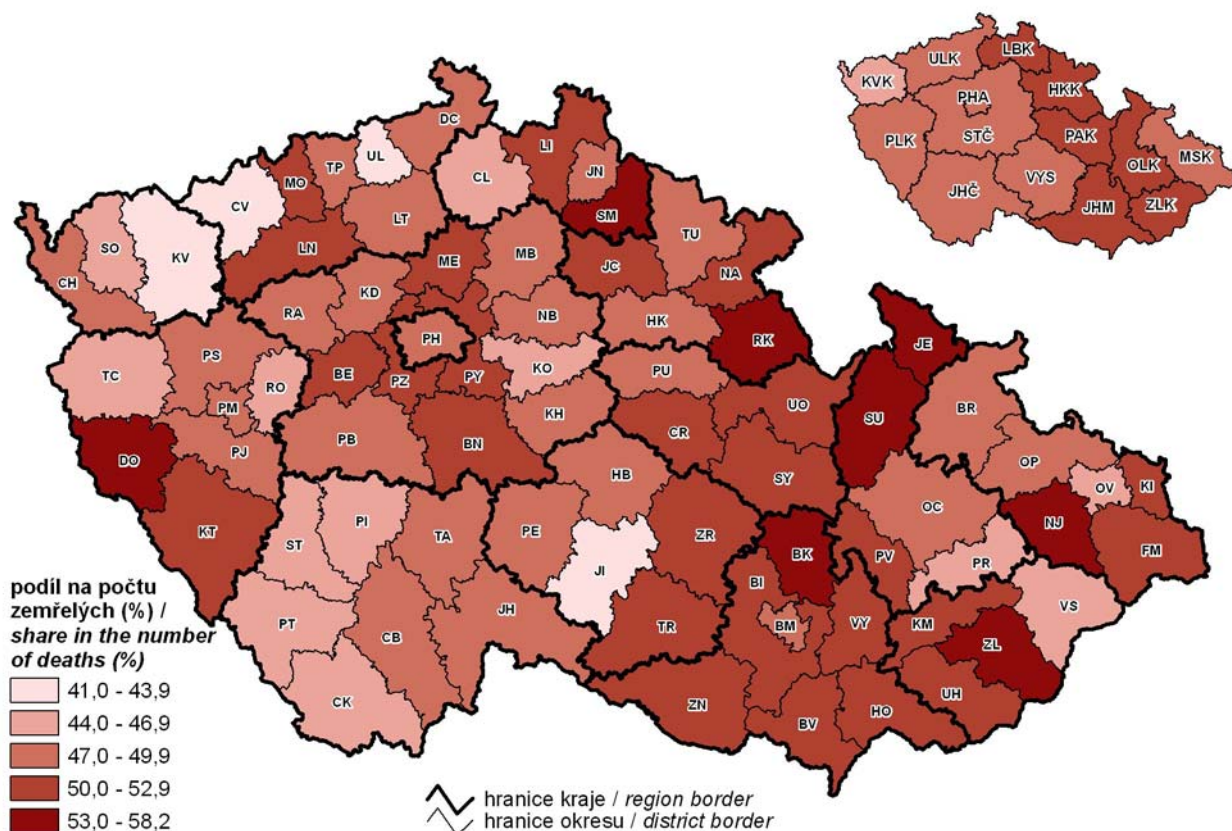 DC
UL
TP
MO
CV
LI
JN
CL
SM
LT
SO
KV
LN
CH
TU
MB
ME
JC
NA
RA
KD
NB
HK
PH
RK
JE
TC
PS
RO
BE
PZ
PY
KO
PU
PM
KH
UO
SU
BR
DO
PJ
PB
BN
CR
OP
SY
HB
OV
KI
KT
ST
PI
TA
PE
ZR
OC
NJ
FM
JI
BK
PV
PR
BI
VS
PT
CB
JH
TR
BM
VY
KM
ZL
CK
ZN
BV
HO
UH
LBK
ULK
KVK
HKK
PHA
STČ
PAK
PLK
OLK
MSK
VYS
JHČ
JHM
ZLK
podíl na počtu
zemřelých (%) /
share in the number
of deaths (%)
41,0 - 43,9
44,0 - 46,9
47,0 - 49,9
50,0 - 52,9
53,0 - 58,2
hranice kraje / region border
hranice okresu / district border